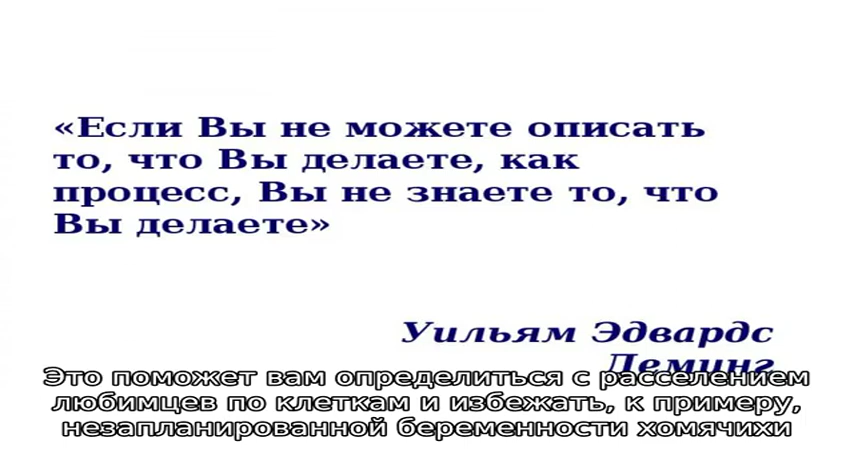 «Если Вы не можете описать
то, что Вы делаете, как
процесс, Вы не знаете то, что
Вы делаете»
Уильям Эдвардс
Деминг
Это поможет вам определиться с расселением
любимцев по клеткам и избежать, к примеру,
незапланированной беременности хомячихи